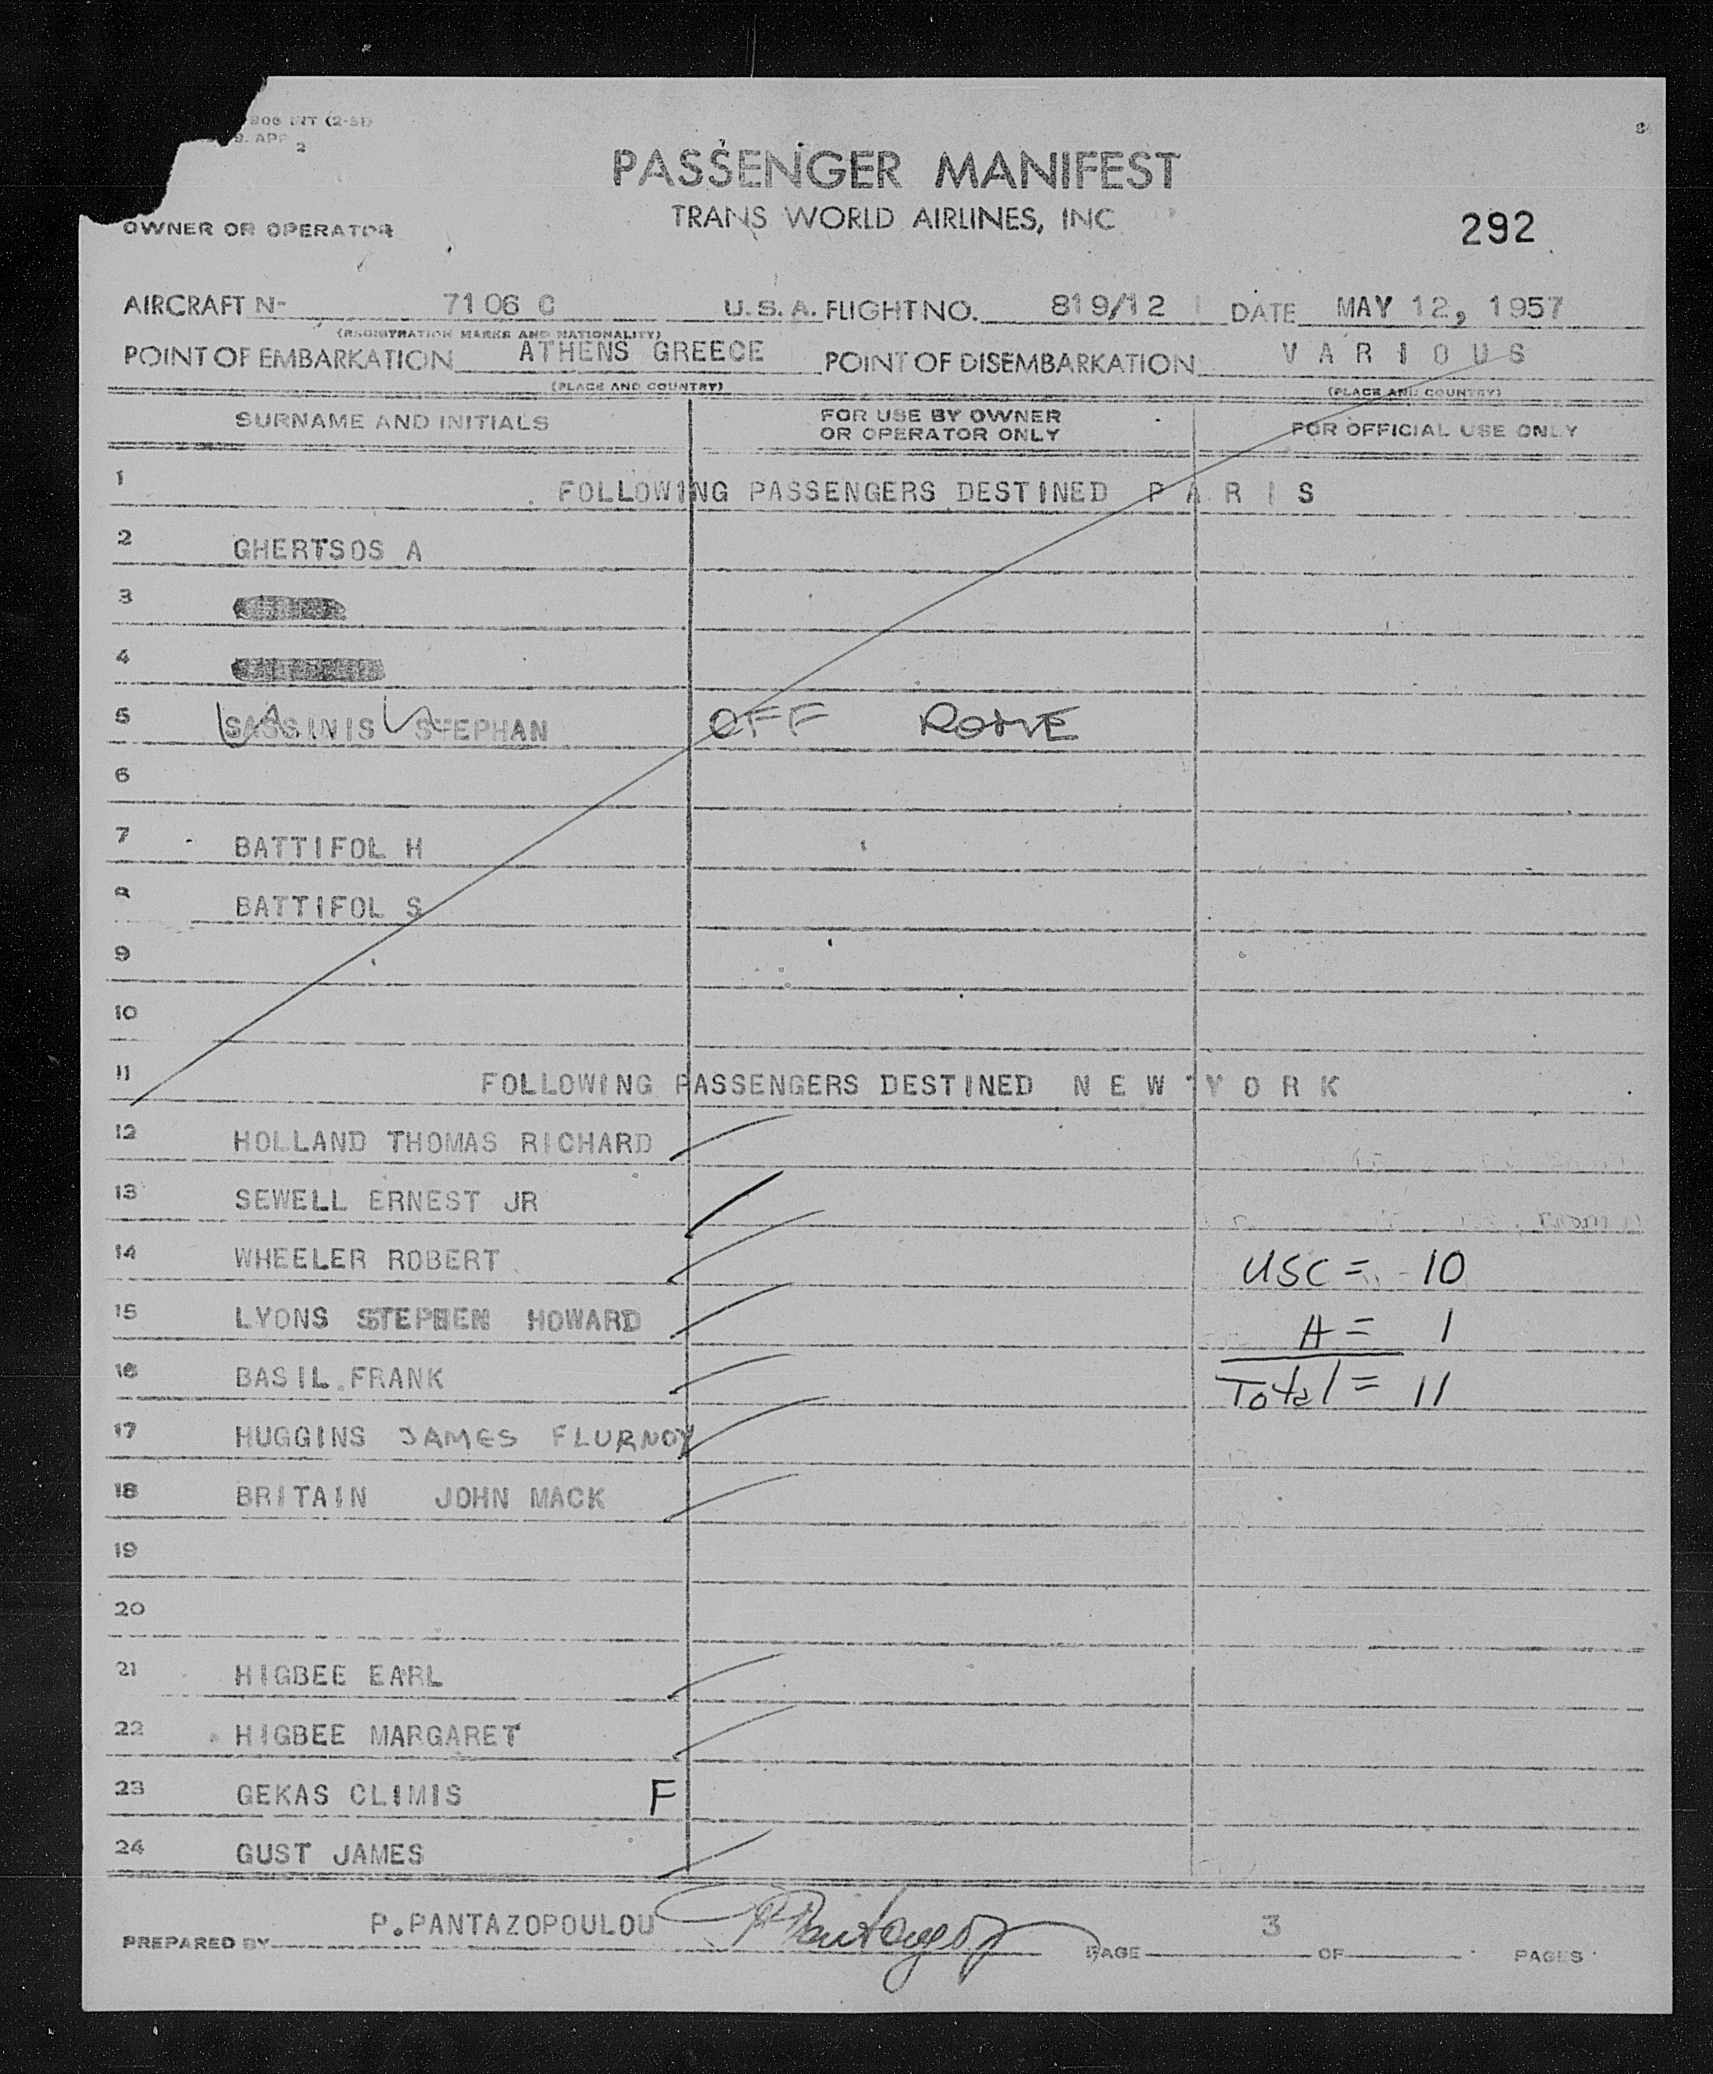 806 INT (2-51)
PASSENGER MANIFEST
TRANS WORLD AIRLINES, INC
OWNER OR OPERATOR
292
AIRCRAFT N- 7106 C U.S.A. FLIGHT NO. 819/12 DATE MAY 12, 1957
(REGISTRATION MARKS AND NATIONALITY)
POINT OF EMBARKATION ATHENS GREECE POINT OF DISEMBARKATION VARIOUS
(PLACE AND COUNTRY) (PLACE AND COUNTRY)
SURNAME AND INITIALS FOR USE BY OWNER OR OPERATOR ONLY FOR OFFICIAL USE ONLY
1 FOLLOWING PASSENGERS DESTINED PARIS
2 GHERTSOS A
3
4
5 SASSINIS STEPHAN OFF ROME
6
7 BATTIFOL H
8 BATTIFOL S
9
10
11 FOLLOWING PASSENGERS DESTINED NEW YORK
12 HOLLAND THOMAS RICHARD
13 SEWELL ERNEST JR
14 WHEELER ROBERT USC = 10
15 LYONS STEPHEN HOWARD A = 1
16 BASIL FRANK Total = 11
17 HUGGINS JAMES FLURNOY
18 BRITAIN JOHN MACK
19
20
21 HIGBEE EARL
22 HIGBEE MARGARET
23 GEKAS CLIMIS F
24 GUST JAMES
PREPARED BY P.PANTAZOPOULOU PAGE 3 OF PAGES